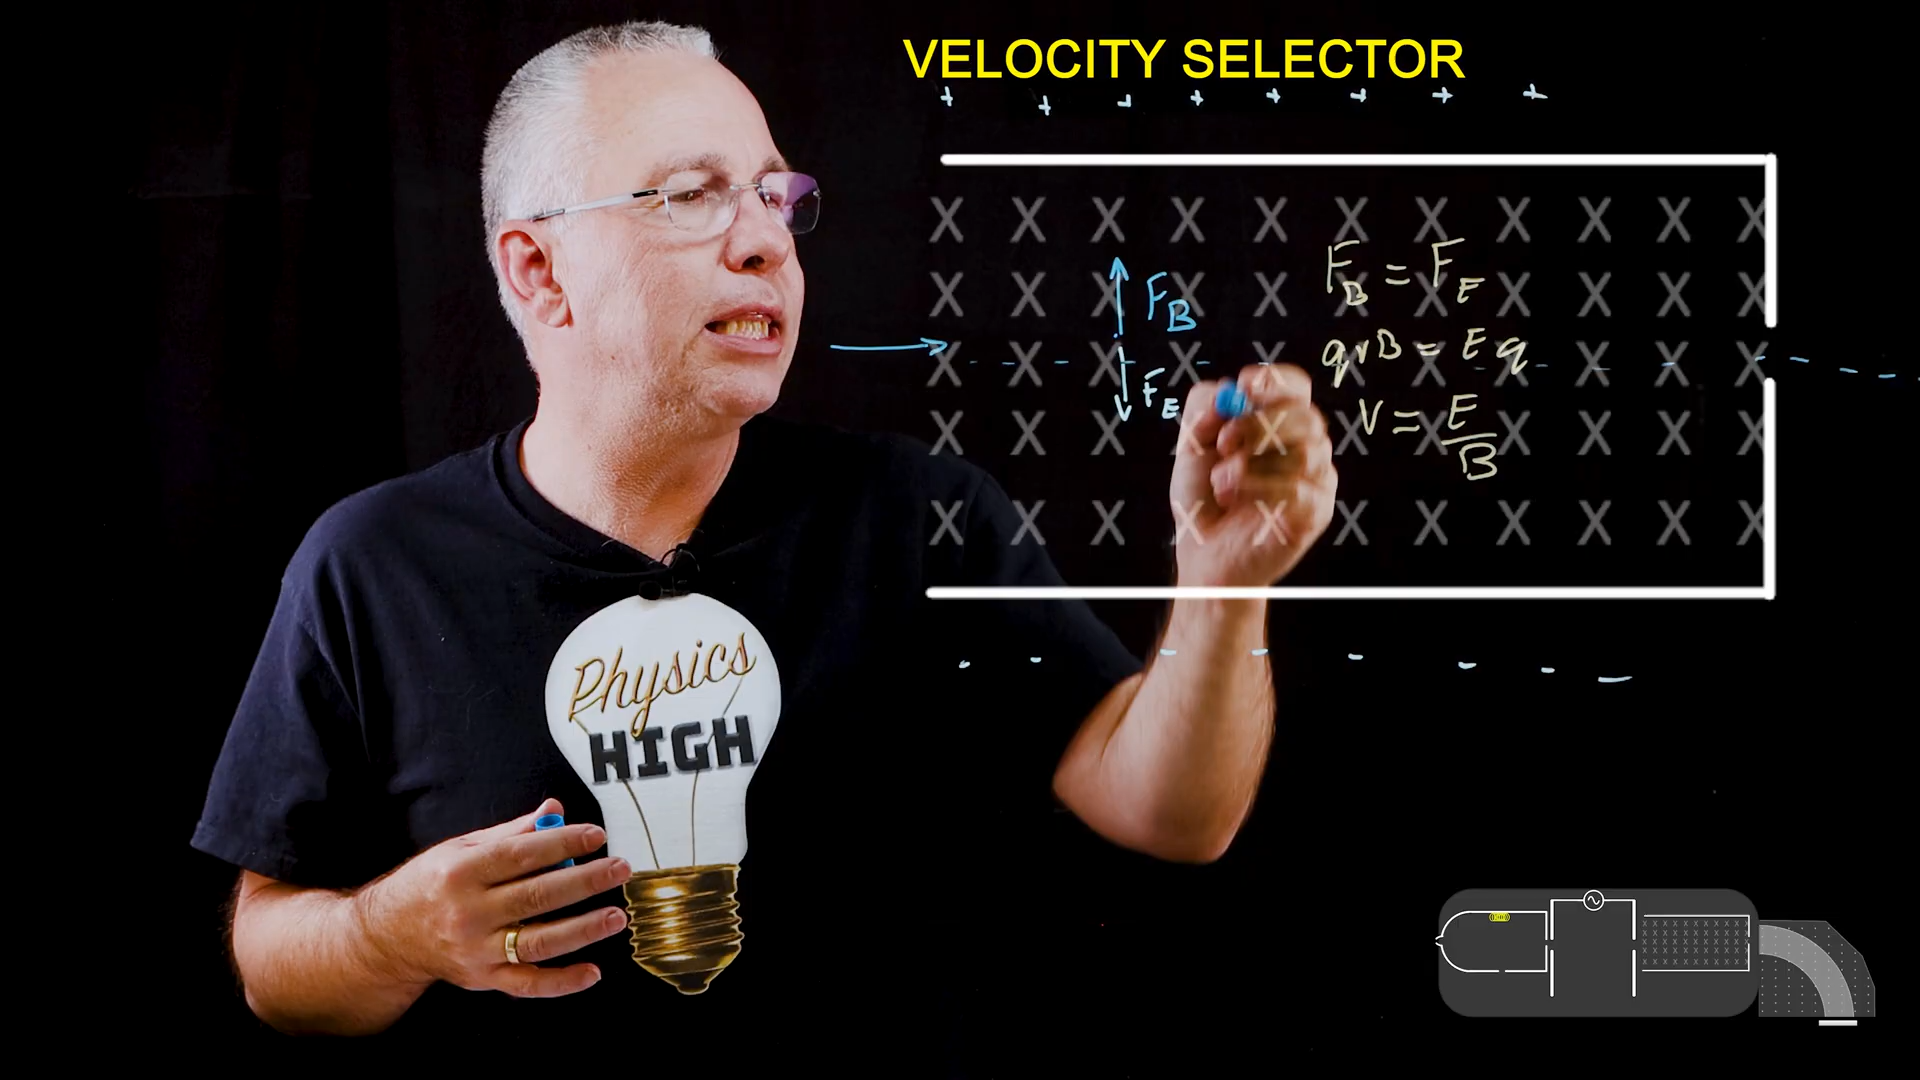 VELOCITY SELECTOR
+ + + + + + + +
X X X X X X X X X X X
X X X X X X X X X X X
F_B
F_B = F_E
X X X X X X X X X X X
F_E
qvB = Eq
X X X X X X X X X X X
V = E/B
X X X X X X X X X X X
- - - - - - - -
Physics
HIGH